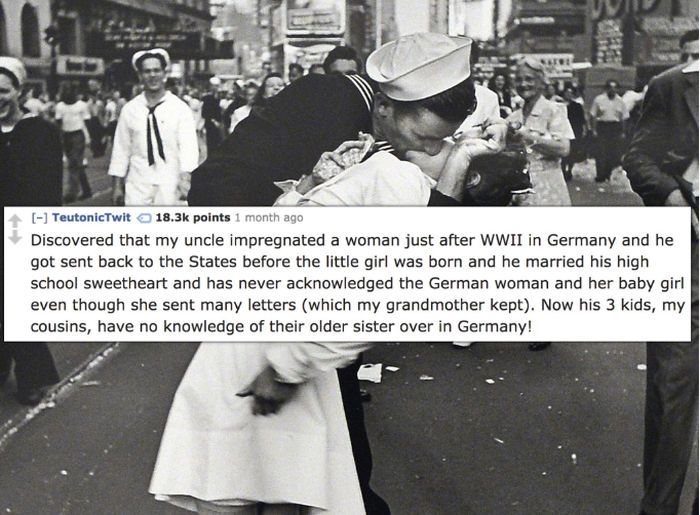 [-] TeutonicTwit 18.3k points 1 month ago
Discovered that my uncle impregnated a woman just after WWII in Germany and he
got sent back to the States before the little girl was born and he married his high
school sweetheart and has never acknowledged the German woman and her baby girl
even though she sent many letters (which my grandmother kept). Now his 3 kids, my
cousins, have no knowledge of their older sister over in Germany!